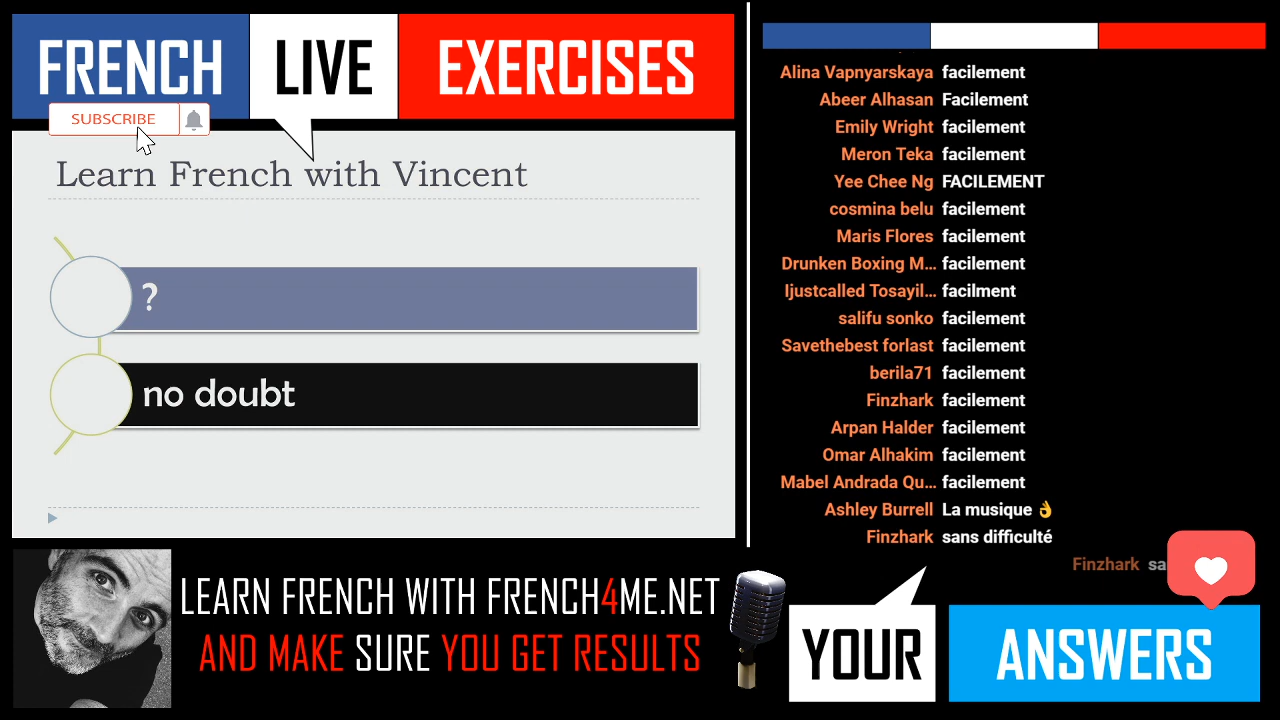 FRENCH LIVE EXERCISES
SUBSCRIBE
Learn French with Vincent
?
no doubt
LEARN FRENCH WITH FRENCH4ME.NET
AND MAKE SURE YOU GET RESULTS
Alina Vapnyarskaya facilement
Abeer Alhasan Facilement
Emily Wright facilement
Meron Teka facilement
Yee Chee Ng FACILEMENT
cosmina belu facilement
Maris Flores facilement
Drunken Boxing M... facilement
Ijustcalled Tosayil... facilment
salifu sonko facilement
Savethebest forlast facilement
berila71 facilement
Finzhark facilement
Arpan Halder facilement
Omar Alhakim facilement
Mabel Andrada Qu... facilement
Ashley Burrell La musique 👌
Finzhark sans difficulté
Finzhark
YOUR ANSWERS